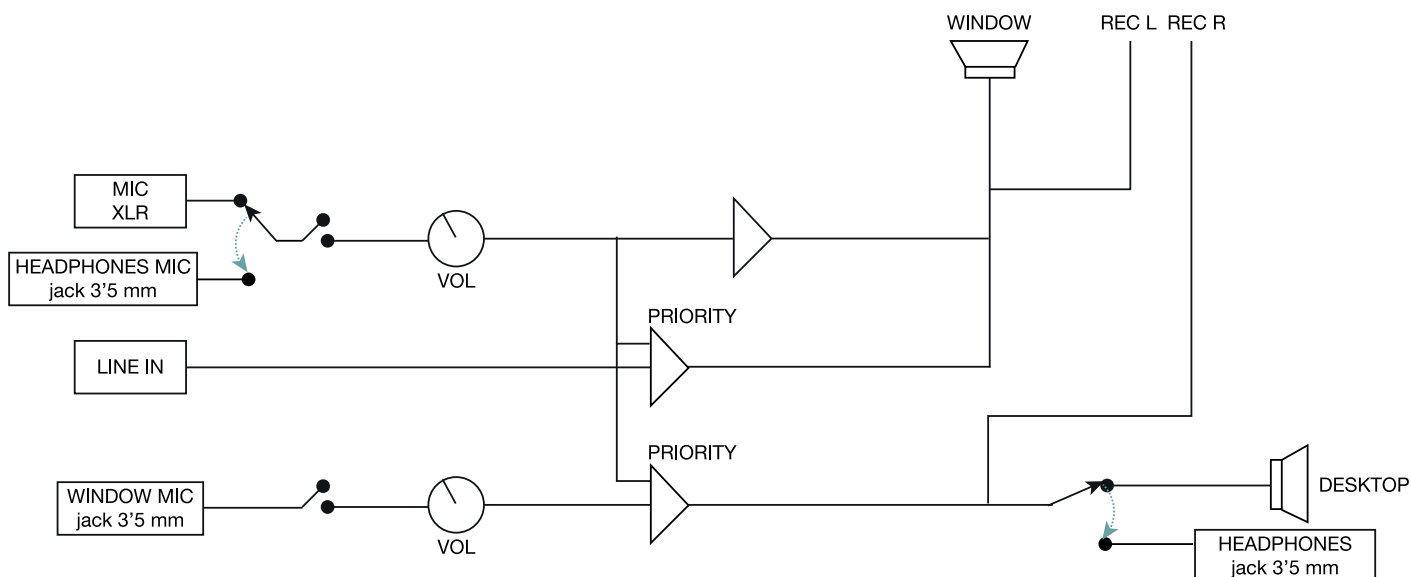 WINDOW
REC L
REC R
MIC
XLR
HEADPHONES MIC
jack 3'5 mm
VOL
PRIORITY
LINE IN
PRIORITY
WINDOW MIC
jack 3'5 mm
VOL
DESKTOP
HEADPHONES
jack 3'5 mm